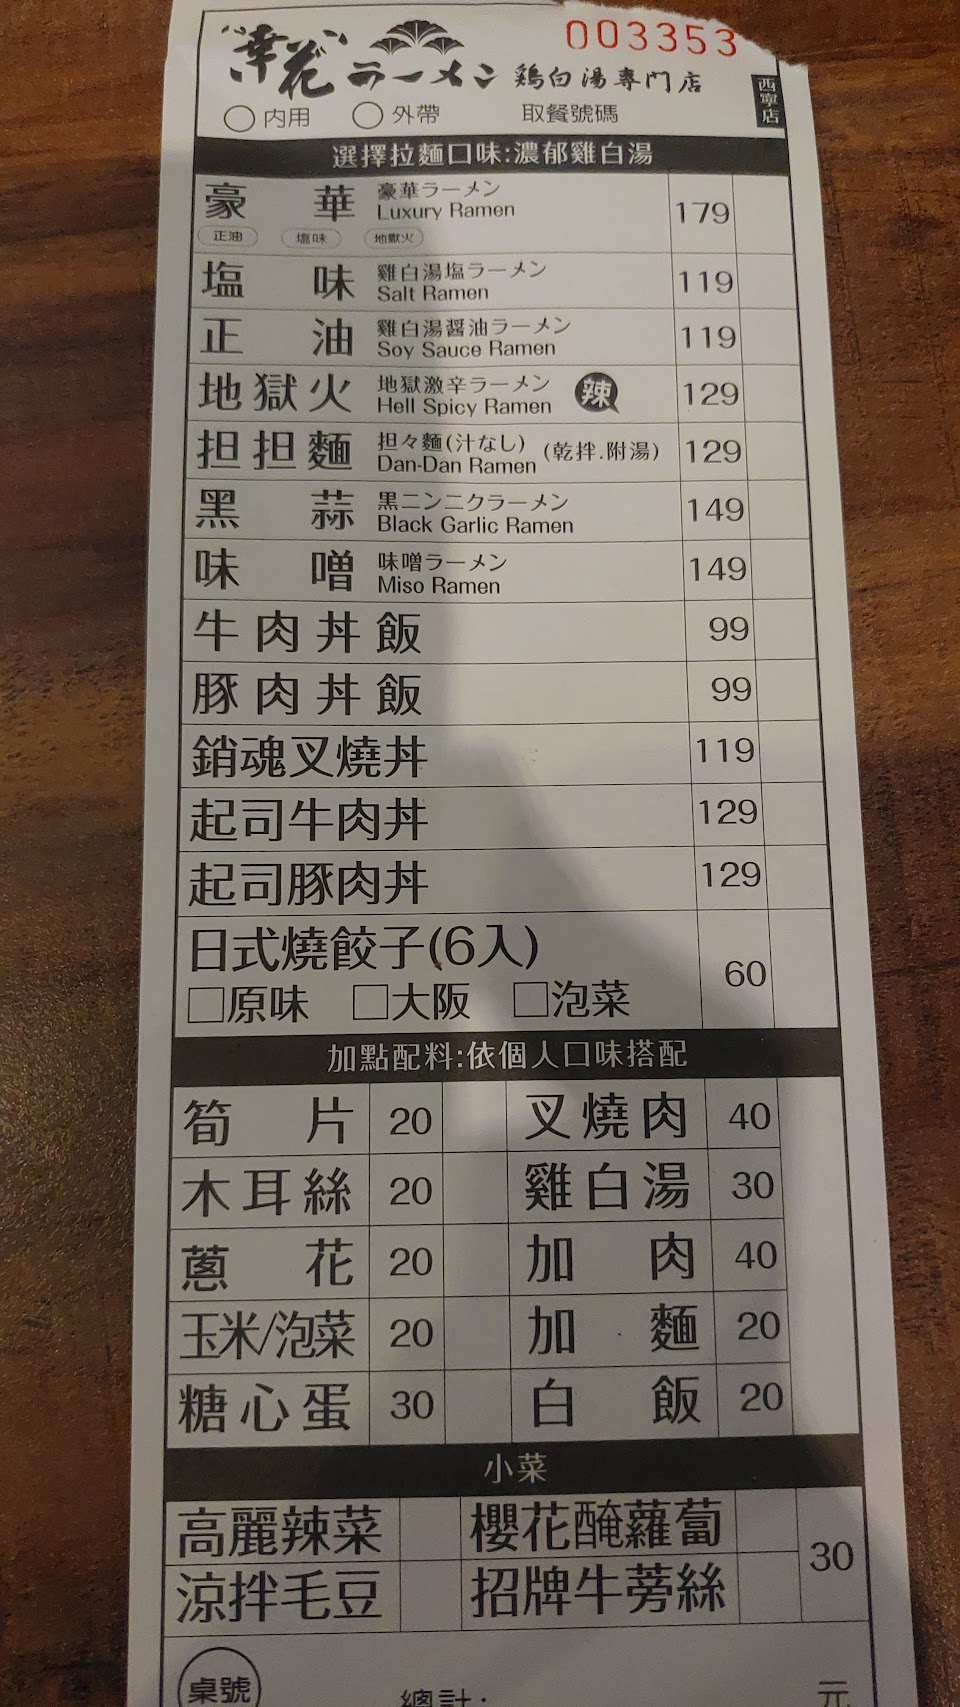 003353
幸花ラーメン 鶏白湯專門店
西寧店
內用 外帶 取餐號碼
選擇拉麵口味:濃郁雞白湯
豪華 豪華ラーメン Luxury Ramen 179
正油 塩味 地獄火
塩味 雞白湯塩ラーメン Salt Ramen 119
正油 雞白湯醤油ラーメン Soy Sauce Ramen 119
地獄火 地獄激辛ラーメン Hell Spicy Ramen 辣 129
担担麵 担々麵(汁なし) Dan-Dan Ramen (乾拌.附湯) 129
黑蒜 黒ニンニクラーメン Black Garlic Ramen 149
味噌 味噌ラーメン Miso Ramen 149
牛肉丼飯 99
豚肉丼飯 99
銷魂叉燒丼 119
起司牛肉丼 129
起司豚肉丼 129
日式燒餃子(6入) 60
□原味 □大阪 □泡菜
加點配料:依個人口味搭配
筍片 20 叉燒肉 40
木耳絲 20 雞白湯 30
蔥花 20 加肉 40
玉米/泡菜 20 加麵 20
糖心蛋 30 白飯 20
小菜
高麗辣菜 櫻花醃蘿蔔 30
涼拌毛豆 招牌牛蒡絲
桌號 總計: 元